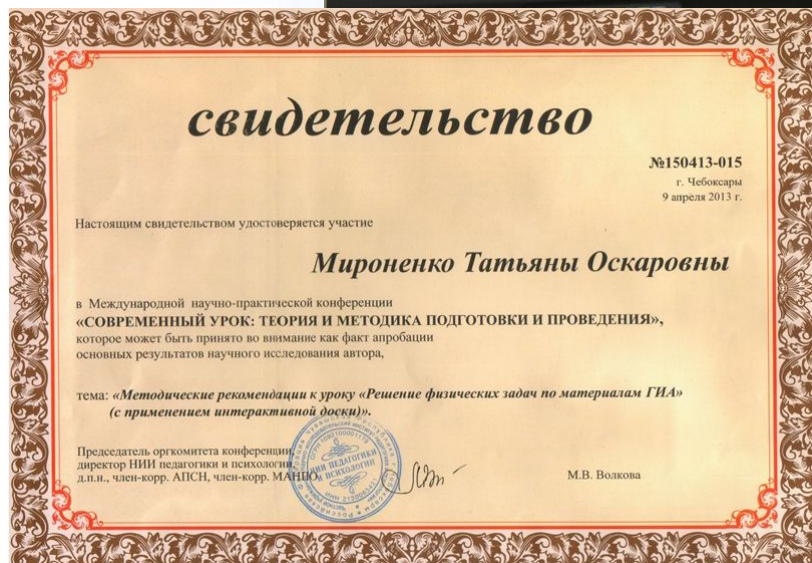 свидетельство
№150413-015
г. Чебоксары
9 апреля 2013 г.
Настоящим свидетельством удостоверяется участие
Мироненко Татьяны Оскаровны
в Международной научно-практической конференции
«СОВРЕМЕННЫЙ УРОК: ТЕОРИЯ И МЕТОДИКА ПОДГОТОВКИ И ПРОВЕДЕНИЯ»,
которое может быть принято во внимание как факт апробации
основных результатов научного исследования автора,
тема: «Методические рекомендации к уроку «Решение физических задач по материалам ГИА»
(с применением интерактивной доски)».
Председатель оргкомитета конференции,
директор НИИ педагогики и психологии,
д.п.н., член-корр. АПСН, член-корр. МАНПО
М.В. Волкова
НИИ ПЕДАГОГИКИ
И ПСИХОЛОГИИ